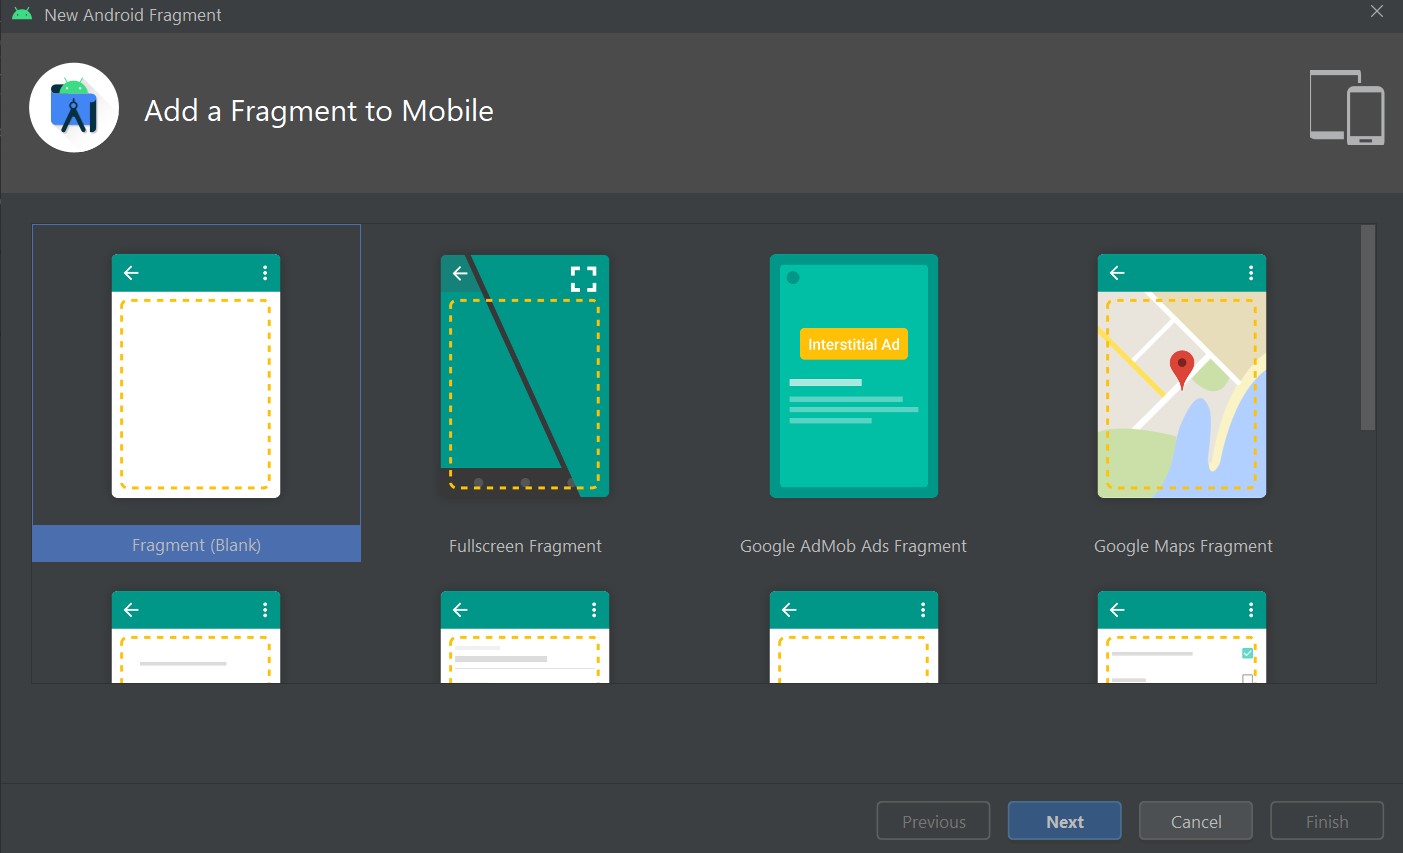 New Android Fragment
Add a Fragment to Mobile
Interstitial Ad
Fragment (Blank)
Fullscreen Fragment
Google AdMob Ads Fragment
Google Maps Fragment
Previous
Next
Cancel
Finish